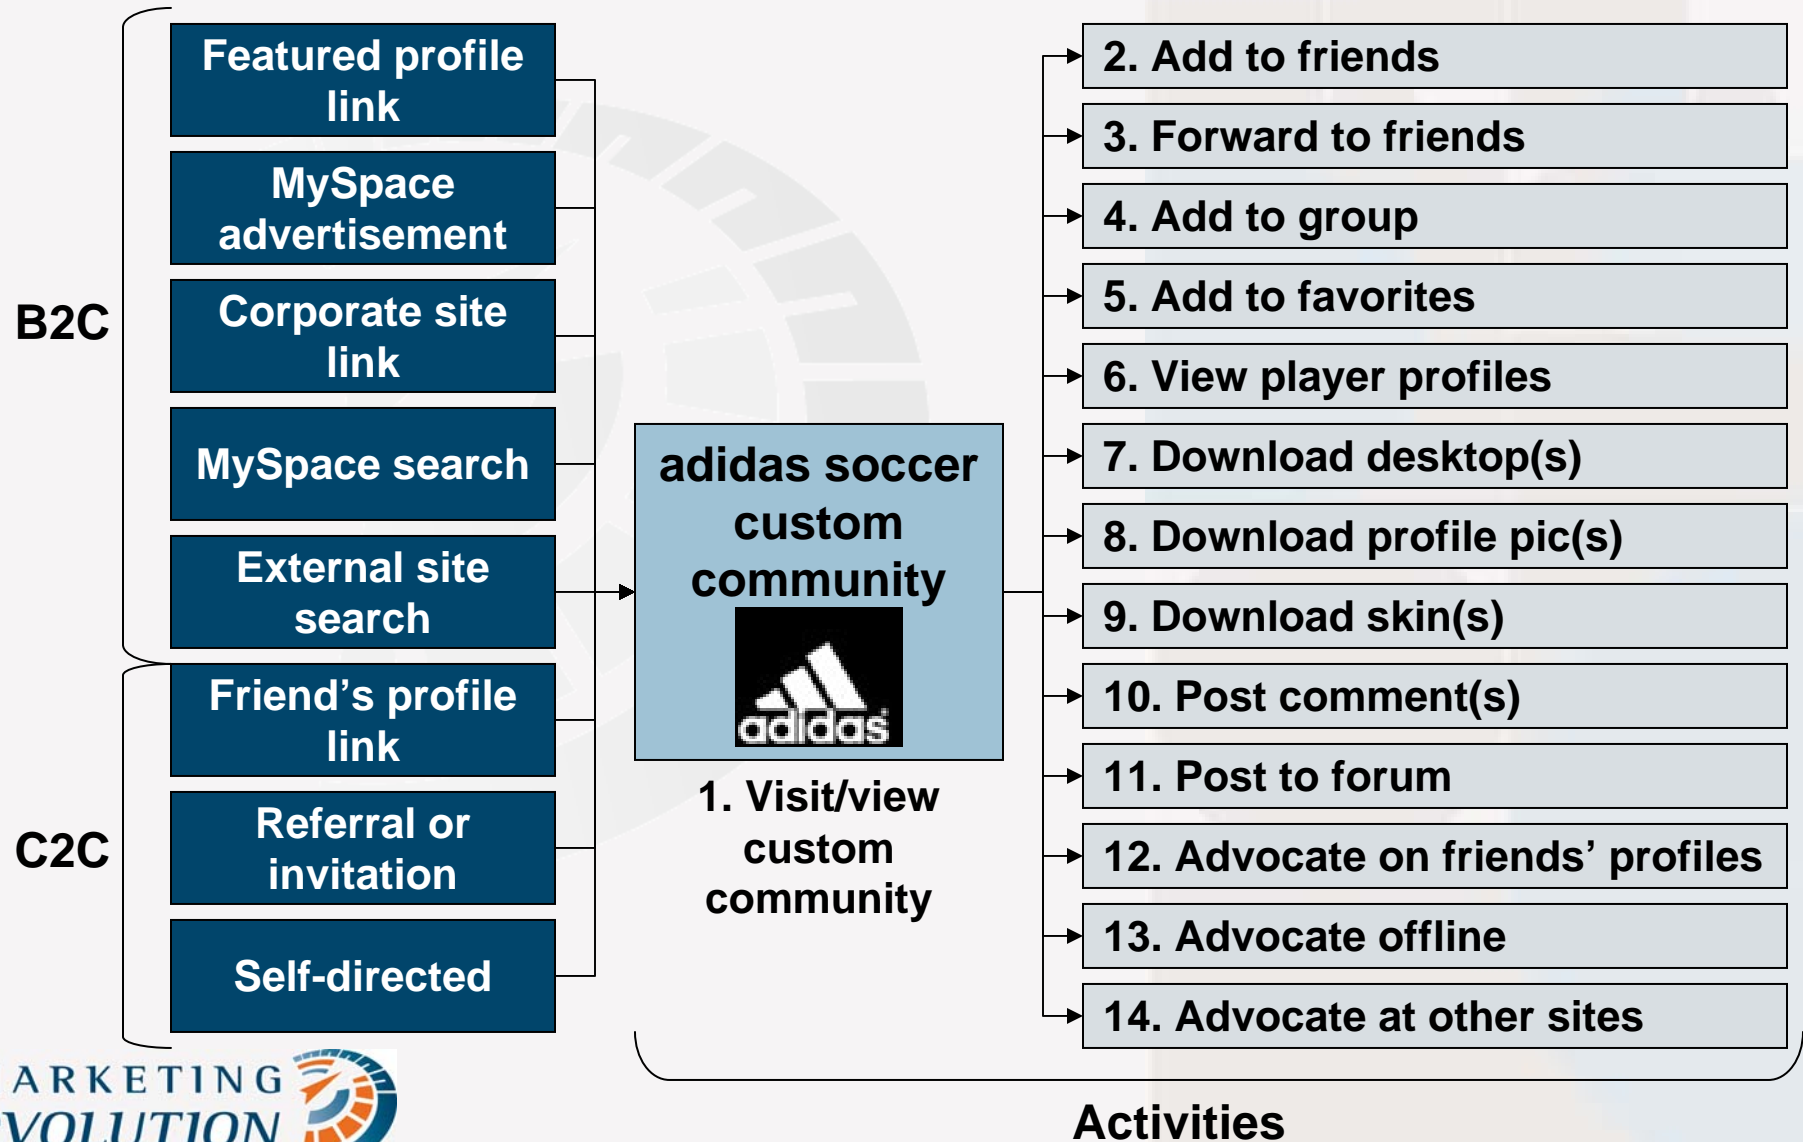 B2C
Featured profile
link
MySpace
advertisement
Corporate site
link
MySpace search
External site
search
C2C
Friend’s profile
link
Referral or
invitation
Self-directed
adidas soccer
custom
community
adidas
1. Visit/view
custom
community
2. Add to friends
3. Forward to friends
4. Add to group
5. Add to favorites
6. View player profiles
7. Download desktop(s)
8. Download profile pic(s)
9. Download skin(s)
10. Post comment(s)
11. Post to forum
12. Advocate on friends’ profiles
13. Advocate offline
14. Advocate at other sites
Activities
ARKETING
VOLUTION